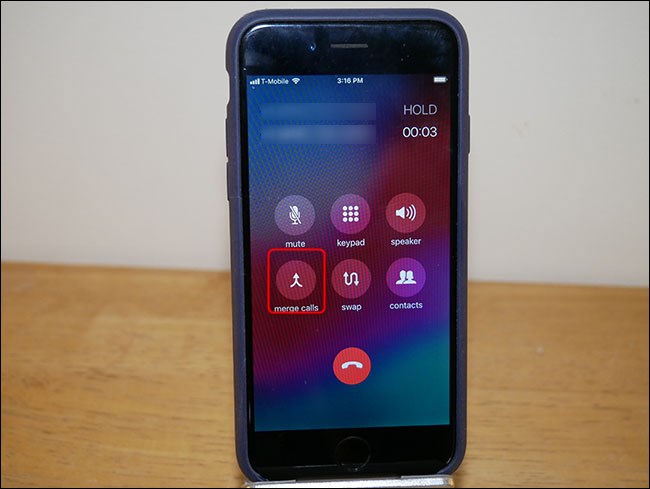 T-Mobile 3:16 PM
HOLD
00:03
mute keypad speaker
merge calls swap contacts